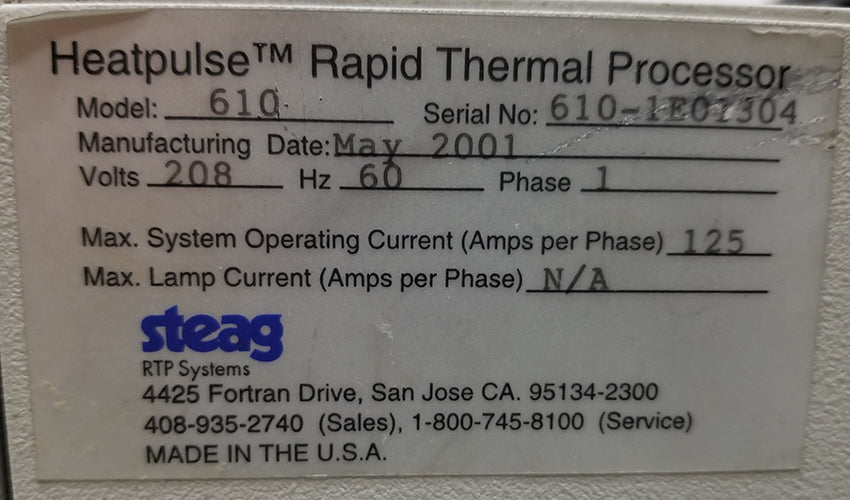 Heatpulse™ Rapid Thermal Processor
Model: 610 Serial No: 610-1E01304
Manufacturing Date: May 2001
Volts 208 Hz 60 Phase 1
Max. System Operating Current (Amps per Phase) 125
Max. Lamp Current (Amps per Phase) N/A
steag
RTP Systems
4425 Fortran Drive, San Jose CA. 95134-2300
408-935-2740 (Sales), 1-800-745-8100 (Service)
MADE IN THE U.S.A.